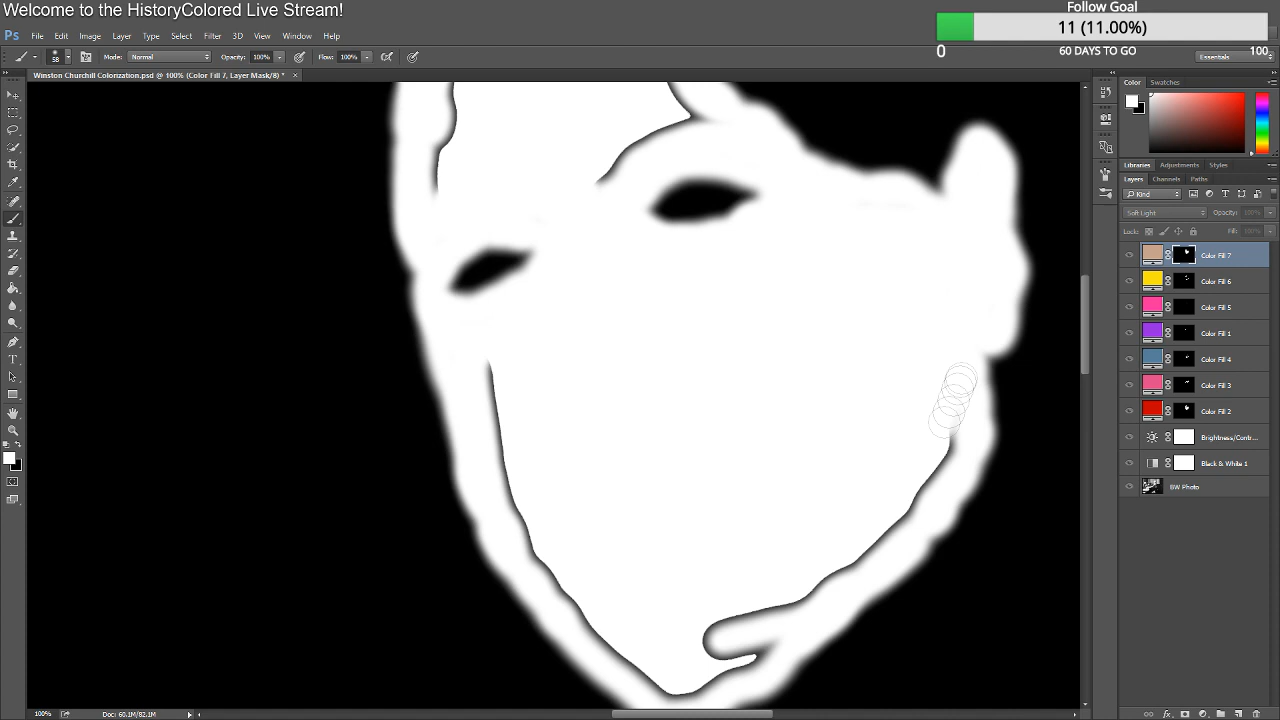 Welcome to the HistoryColored Live Stream!
Follow Goal
11 (11.00%)
0 60 DAYS TO GO 100
Ps File Edit Image Layer Type Select Filter 3D View Window Help
58 Mode: Normal Opacity: 100% Flow: 100% Essentials
Winston Churchill Colorization.psd @ 100% (Color Fill 7, Layer Mask/8) * ×
Color Swatches
Libraries Adjustments Styles
Layers Channels Paths
Kind
Soft Light Opacity: 100%
Lock: Fill: 100%
Color Fill 7
Color Fill 6
Color Fill 5
Color Fill 1
Color Fill 4
Color Fill 3
Color Fill 2
Brightness/Contr...
Black & White 1
BW Photo
100% Doc: 60.1M/82.1M